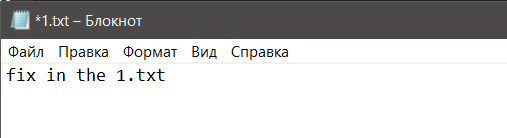 *1.txt – Блокнот
Файл Правка Формат Вид Справка
fix in the 1.txt